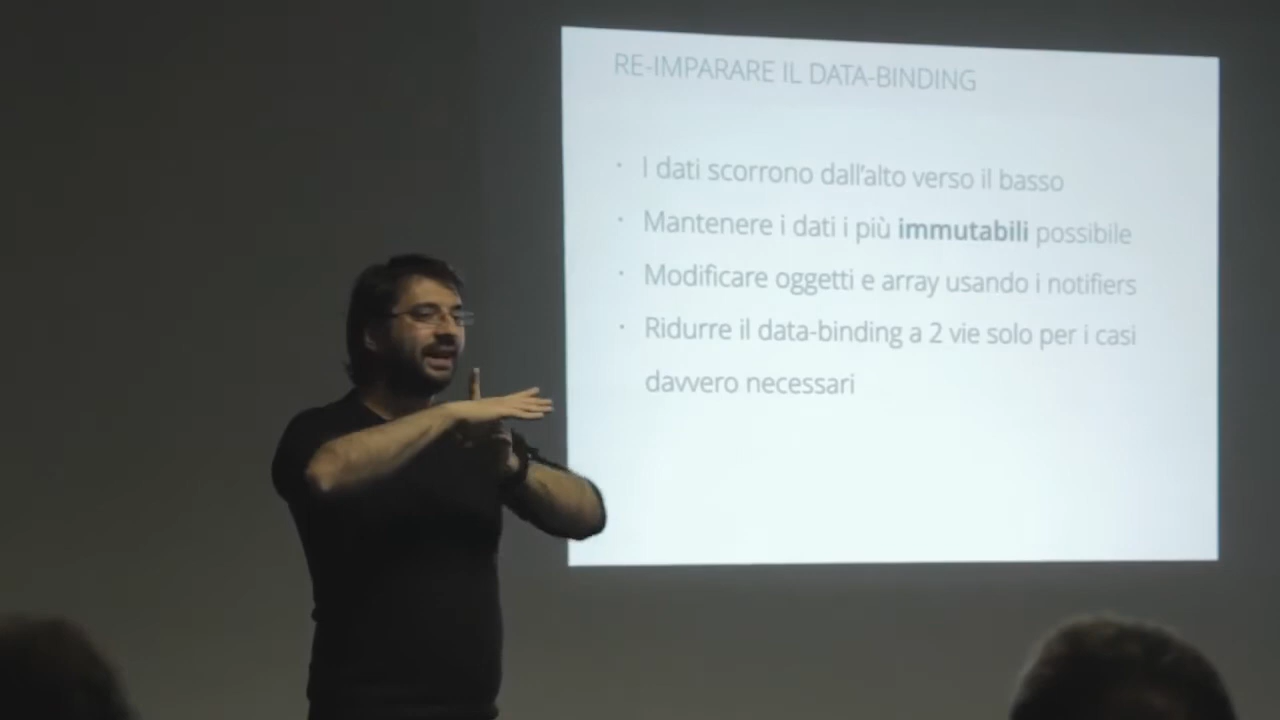 RE-IMPARARE IL DATA-BINDING
· I dati scorrono dall'alto verso il basso
· Mantenere i dati i più immutabili possibile
· Modificare oggetti e array usando i notifiers
· Ridurre il data-binding a 2 vie solo per i casi
davvero necessari